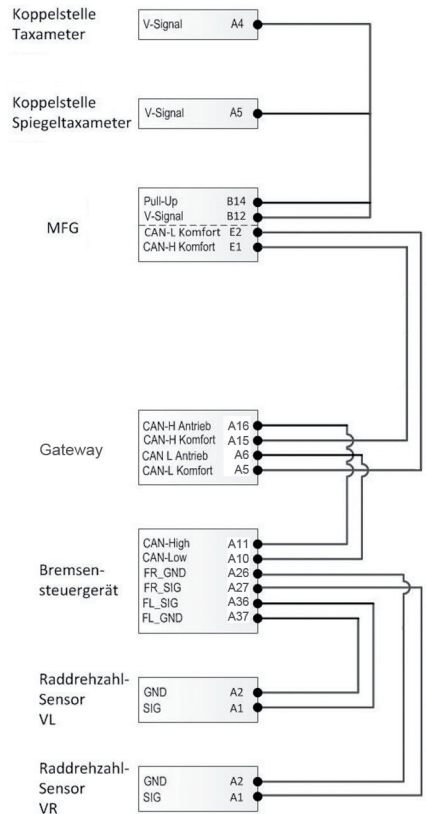 Koppelstelle
Taxameter
V-Signal A4
Koppelstelle
Spiegeltaxameter
V-Signal A5
MFG
Pull-Up B14
V-Signal B12
CAN-L Komfort E2
CAN-H Komfort E1
Gateway
CAN-H Antrieb A16
CAN-H Komfort A15
CAN L Antrieb A6
CAN-L Komfort A5
Bremsen-
steuergerät
CAN-High A11
CAN-Low A10
FR_GND A26
FR_SIG A27
FL_SIG A36
FL_GND A37
Raddrehzahl-
Sensor
VL
GND A2
SIG A1
Raddrehzahl-
Sensor
VR
GND A2
SIG A1